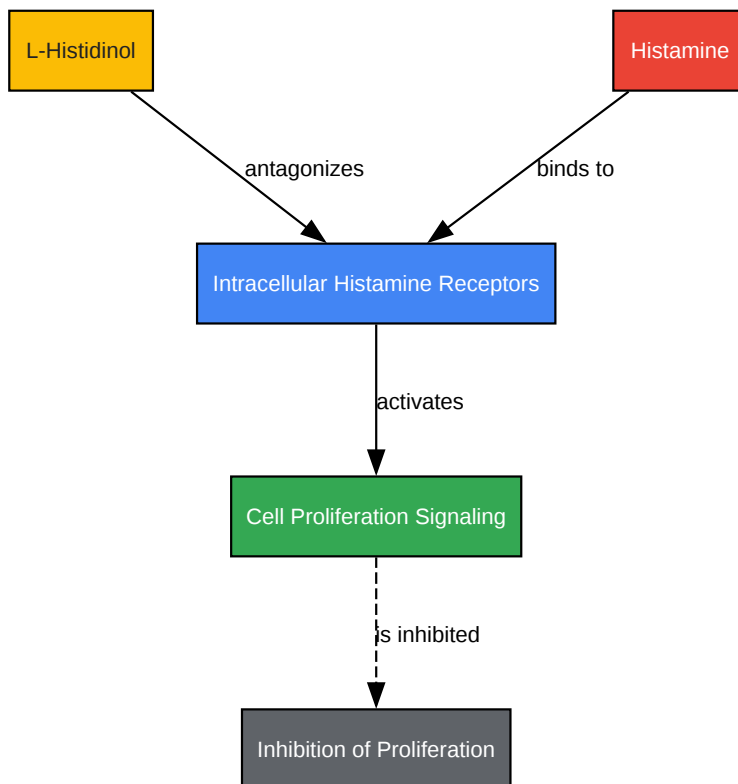 L-Histidinol
Histamine
antagonizes
binds to
Intracellular Histamine Receptors
activates
Cell Proliferation Signaling
is inhibited
Inhibition of Proliferation